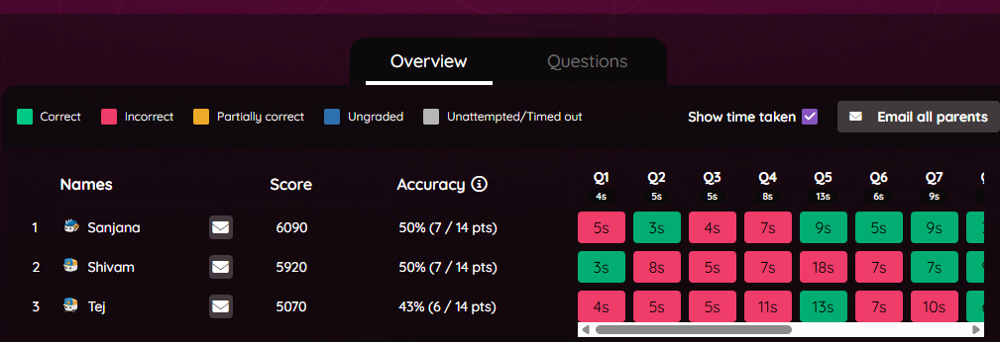 Overview Questions
Correct Incorrect Partially correct Ungraded Unattempted/Timed out Show time taken Email all parents
Names Score Accuracy Q1 Q2 Q3 Q4 Q5 Q6 Q7
4s 5s 5s 8s 13s 6s 9s
1 Sanjana 6090 50% (7 / 14 pts) 5s 3s 4s 7s 9s 5s 9s
2 Shivam 5920 50% (7 / 14 pts) 3s 8s 5s 7s 18s 7s 7s
3 Tej 5070 43% (6 / 14 pts) 4s 5s 5s 11s 13s 7s 10s